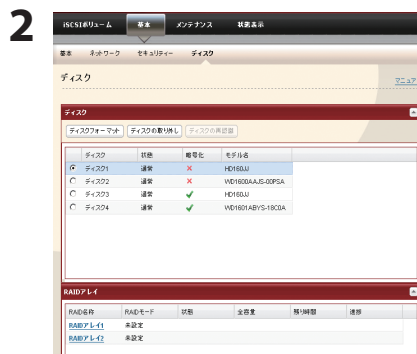 2
iSCSIボリューム 基本 メンテナンス 状態表示
基本 ネットワーク セキュリティー ディスク
ディスク
マニュア
ディスク
ディスクフォーマット ディスクの取り外し ディスクの再認識
ディスク 状態 暗号化 モデル名
ディスク1 通常 HD160JJ
ディスク2 通常 WD1600AAJS-00PSA
ディスク3 通常 HD160JJ
ディスク4 通常 WD1601ABYS-18C0A
RAIDアレイ
RAID名称 RAIDモード 状態 全容量 残り時間 進捗
RAIDアレイ1 未設定
RAIDアレイ2 未設定